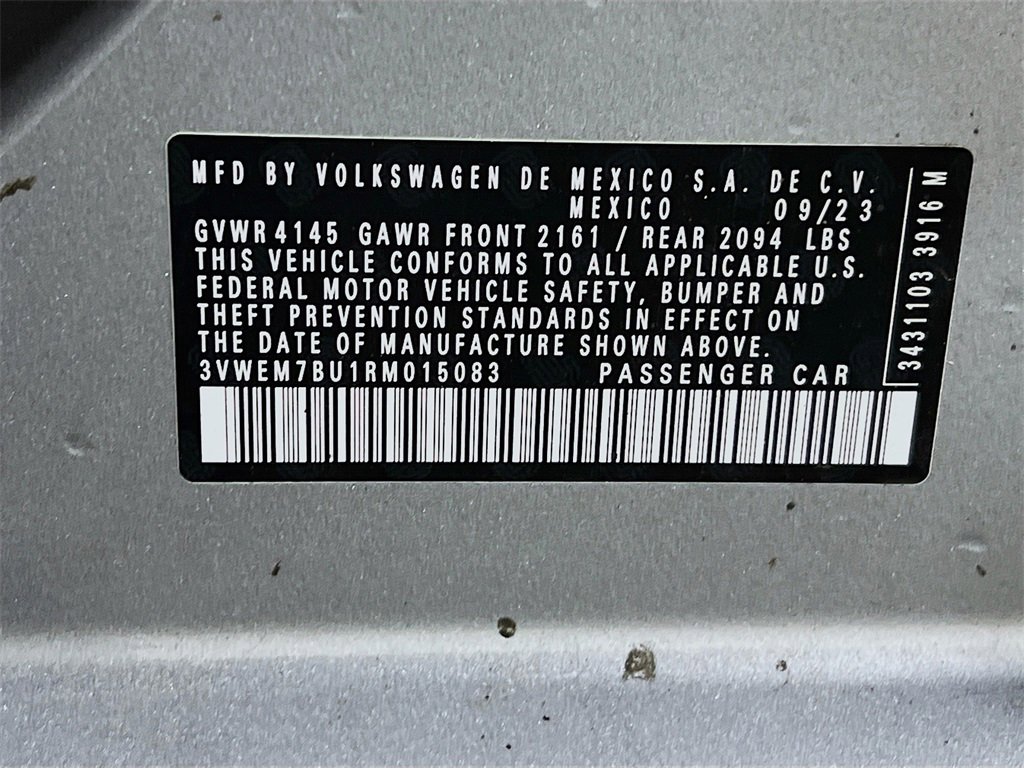 MFD BY VOLKSWAGEN DE MEXICO S.A. DE C.V.
MEXICO 09/23
GVWR 4145 GAWR FRONT 2161 / REAR 2094 LBS
THIS VEHICLE CONFORMS TO ALL APPLICABLE U.S.
FEDERAL MOTOR VEHICLE SAFETY, BUMPER AND
THEFT PREVENTION STANDARDS IN EFFECT ON
THE DATE OF MANUFACTURE SHOWN ABOVE.
3VWEM7BU1RM015083 PASSENGER CAR
3431103 3916 M